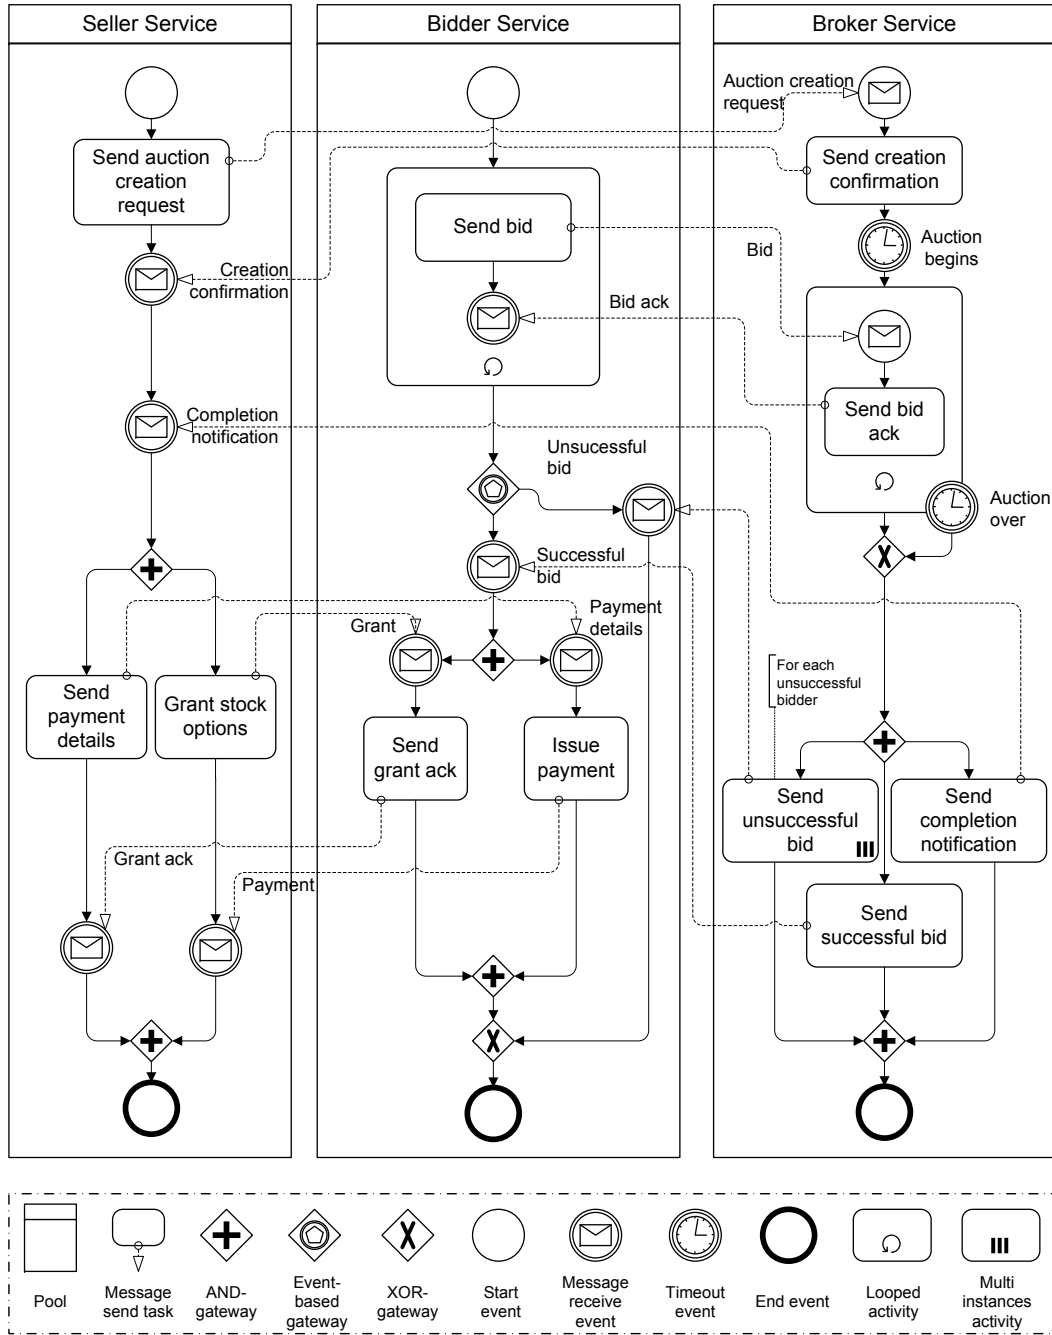 Seller Service
Bidder Service
Broker Service
Auction creation
request
Send auction
creation
request
Send creation
confirmation
Send bid
Bid
Auction
begins
Creation
confirmation
Bid ack
Completion
notification
Send bid
ack
Unsucessful
bid
Auction
over
Successful
bid
Grant
Payment
details
For each
unsuccessful
bidder
Send
payment
details
Grant stock
options
Send
grant ack
Issue
payment
Send
unsuccessful
bid
Send
completion
notification
Grant ack
Payment
Send
successful bid
Pool
Message
send task
AND-
gateway
Event-
based
gateway
XOR-
gateway
Start
event
Message
receive
event
Timeout
event
End event
Looped
activity
Multi
instances
activity